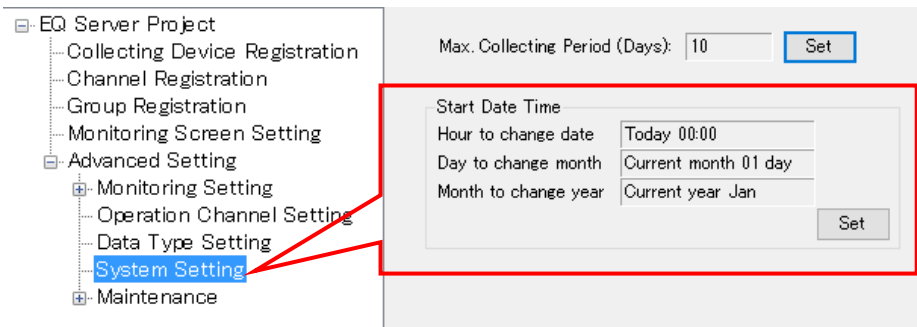 EQ Server Project
Collecting Device Registration
Channel Registration
Group Registration
Monitoring Screen Setting
Advanced Setting
Monitoring Setting
Operation Channel Setting
Data Type Setting
System Setting
Maintenance
Max. Collecting Period (Days): 10 Set
Start Date Time
Hour to change date Today 00:00
Day to change month Current month 01 day
Month to change year Current year Jan
Set